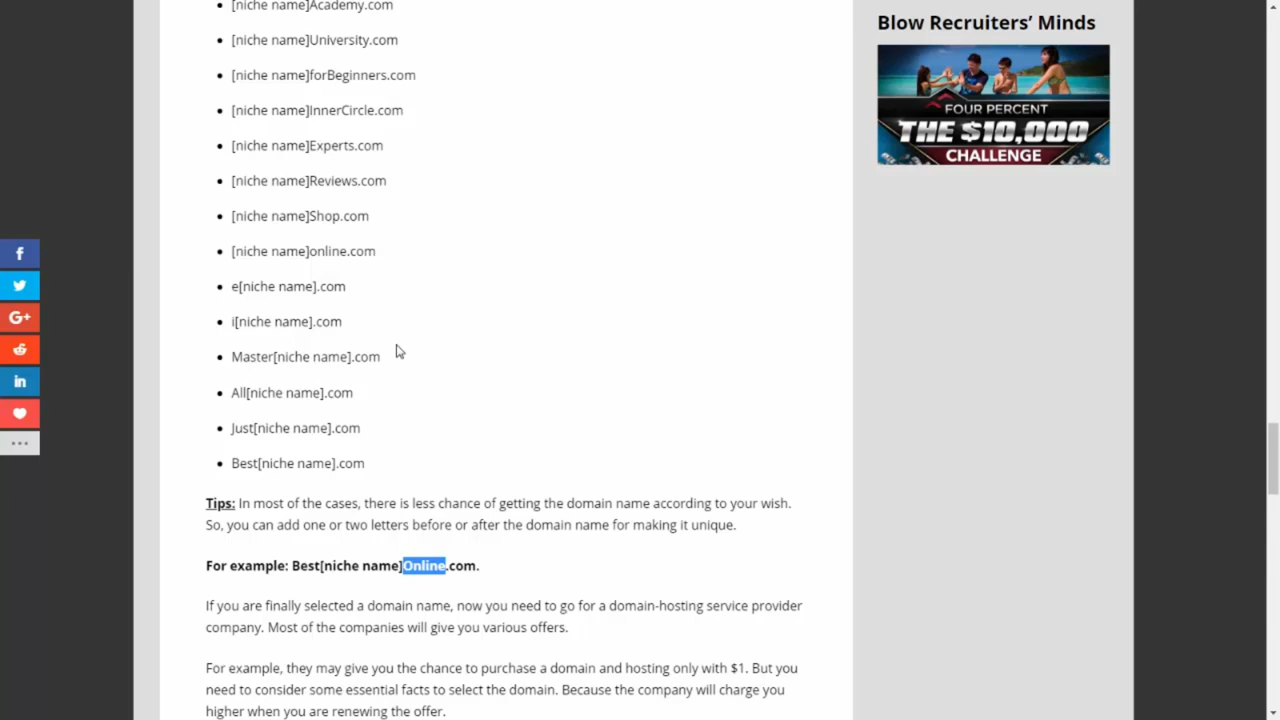 [niche name]Academy.com
[niche name]University.com
[niche name]forBeginners.com
[niche name]InnerCircle.com
[niche name]Experts.com
[niche name]Reviews.com
[niche name]Shop.com
[niche name]online.com
e[niche name].com
i[niche name].com
Master[niche name].com
All[niche name].com
Just[niche name].com
Best[niche name].com
Tips: In most of the cases, there is less chance of getting the domain name according to your wish.
So, you can add one or two letters before or after the domain name for making it unique.
For example: Best[niche name]Online.com.
If you are finally selected a domain name, now you need to go for a domain-hosting service provider
company. Most of the companies will give you various offers.
For example, they may give you the chance to purchase a domain and hosting only with $1. But you
need to consider some essential facts to select the domain. Because the company will charge you
higher when you are renewing the offer.
Blow Recruiters’ Minds
FOUR PERCENT
THE $10,000
CHALLENGE
f
G+
in